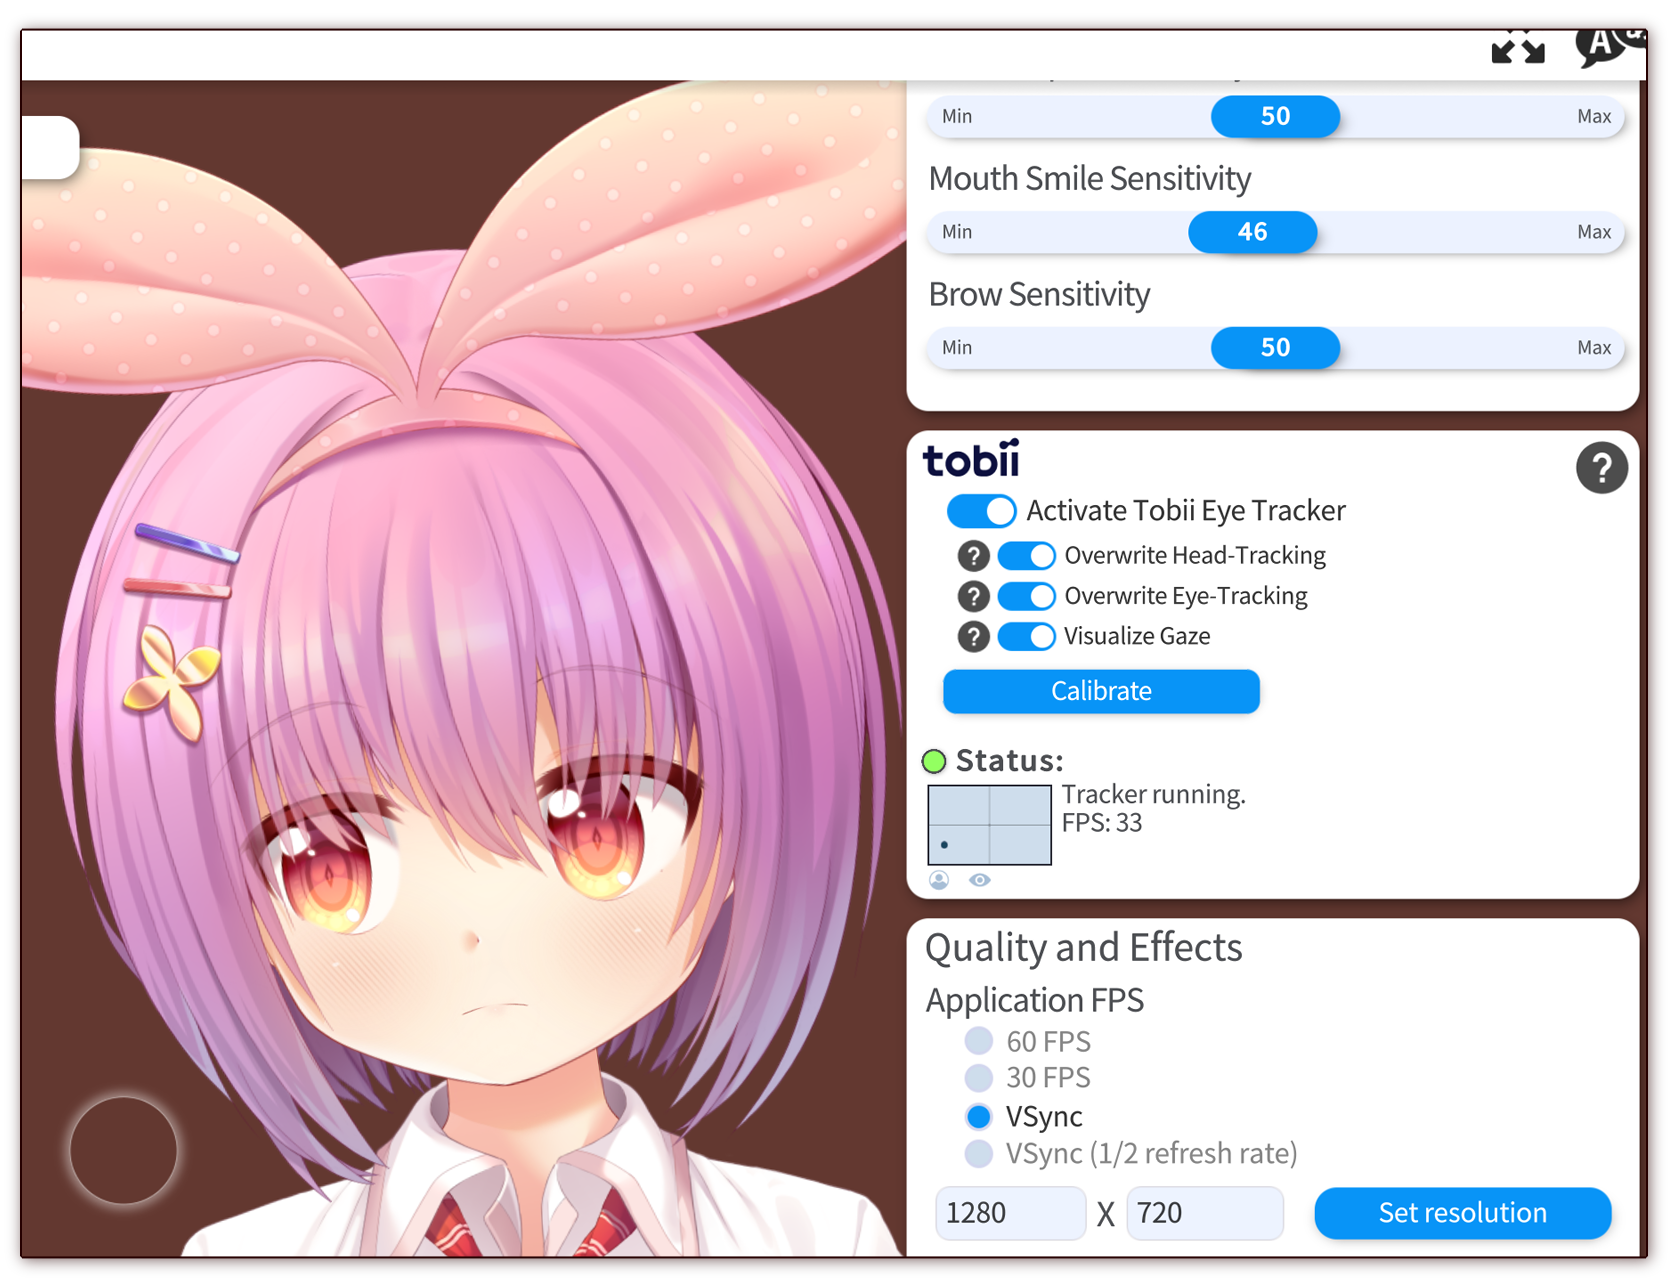 Min 50 Max
Mouth Smile Sensitivity
Min 46 Max
Brow Sensitivity
Min 50 Max
tobii
?
Activate Tobii Eye Tracker
? Overwrite Head-Tracking
? Overwrite Eye-Tracking
? Visualize Gaze
Calibrate
Status:
Tracker running.
FPS: 33
Quality and Effects
Application FPS
60 FPS
30 FPS
VSync
VSync (1/2 refresh rate)
1280 X 720 Set resolution